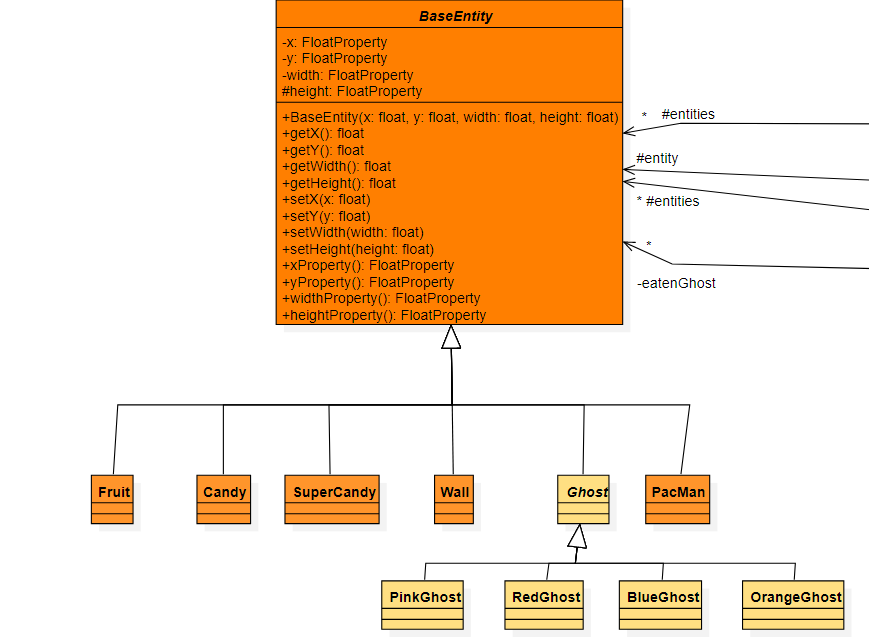 BaseEntity
-x: FloatProperty
-y: FloatProperty
-width: FloatProperty
#height: FloatProperty
+BaseEntity(x: float, y: float, width: float, height: float)
+getX(): float
+getY(): float
+getWidth(): float
+getHeight(): float
+setX(x: float)
+setY(y: float)
+setWidth(width: float)
+setHeight(height: float)
+xProperty(): FloatProperty
+yProperty(): FloatProperty
+widthProperty(): FloatProperty
+heightProperty(): FloatProperty
* #entities
#entity
* #entities
*
-eatenGhost
Fruit
Candy
SuperCandy
Wall
Ghost
PacMan
PinkGhost
RedGhost
BlueGhost
OrangeGhost